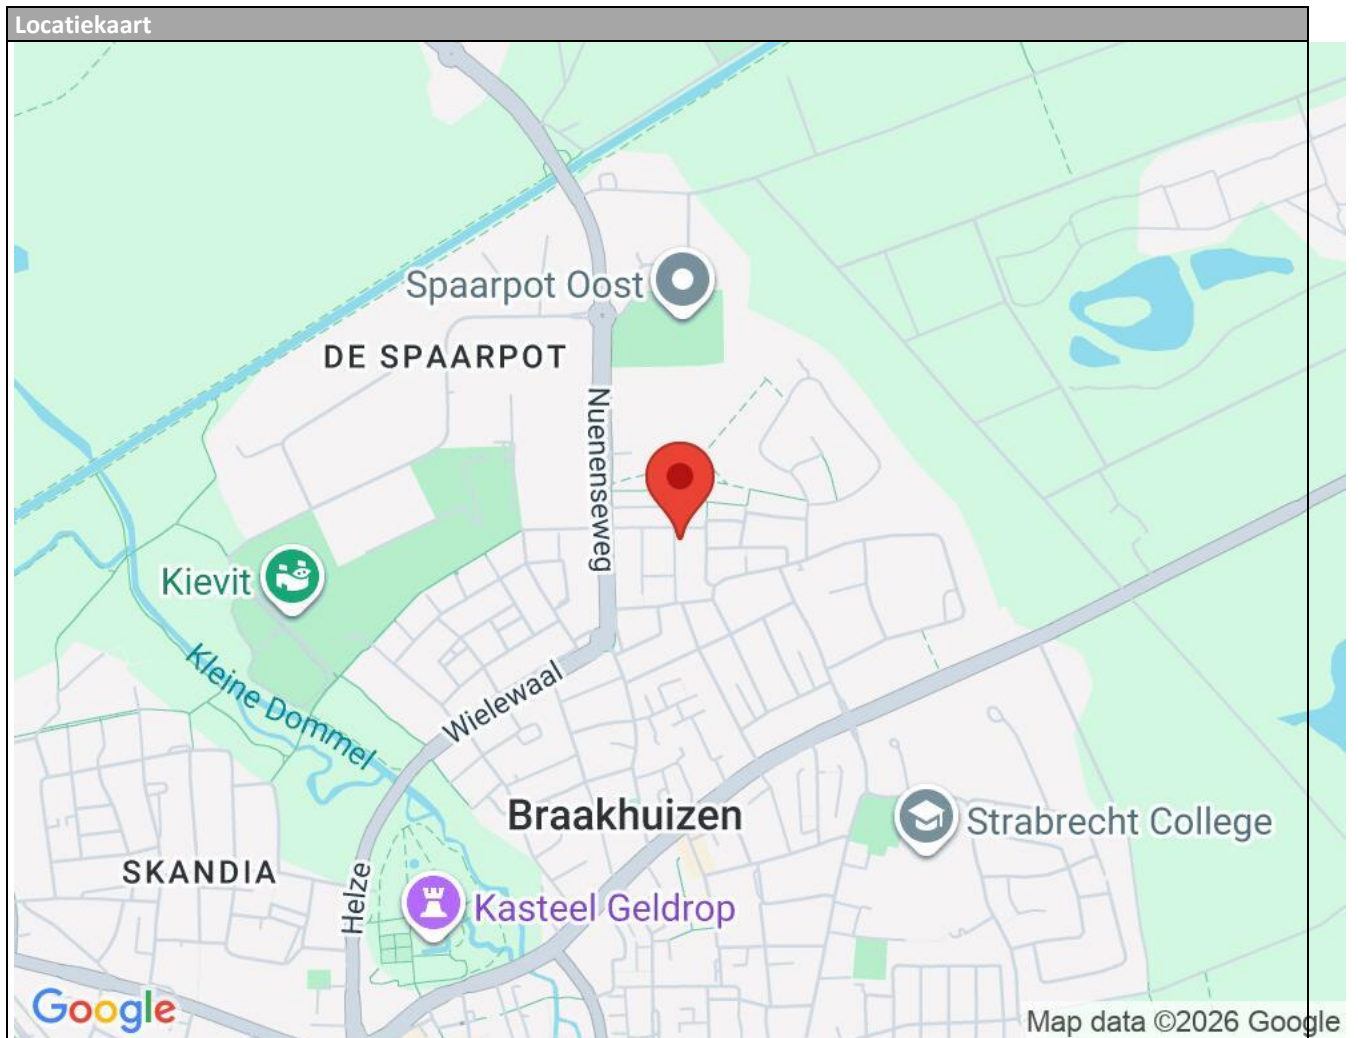 Locatiekaart
Spaarpot Oost
DE SPAARPOT
Nuenenseweg
Kievit
Kleine Dommel
Wielewaal
Braakhuizen
Strabrecht College
SKANDIA
Helze
Kasteel Geldrop
Google
Map data ©2026 Google